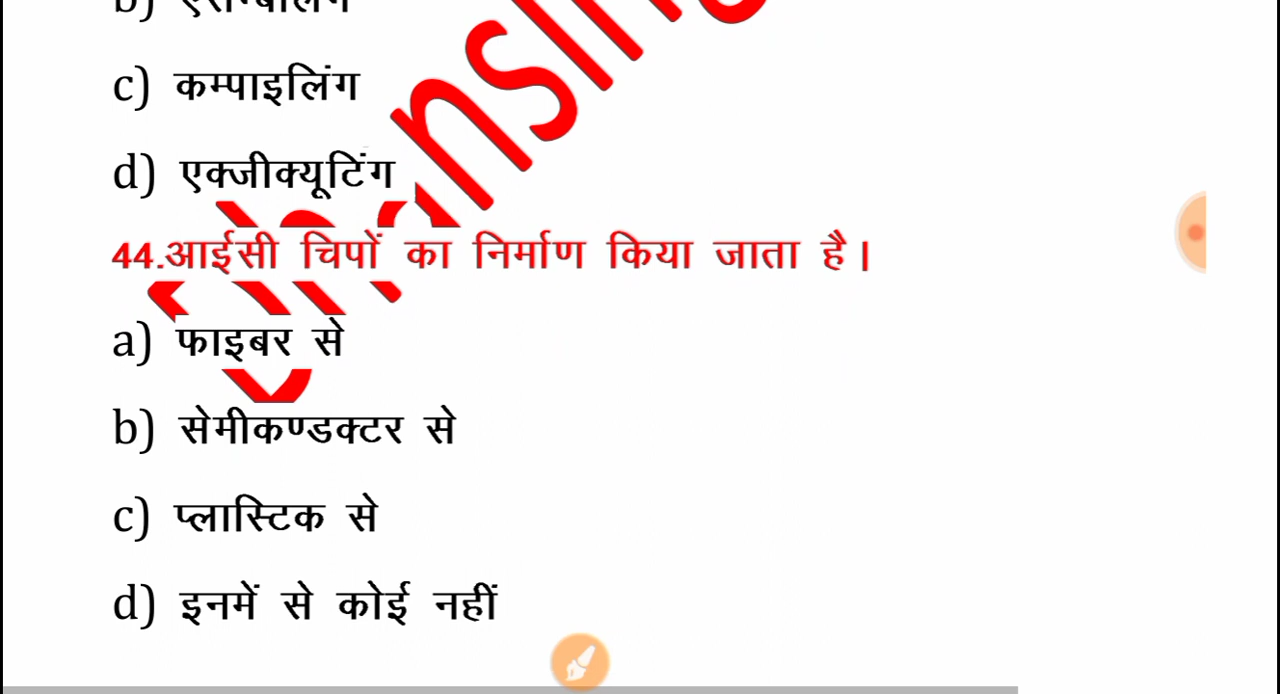 c) कम्पाइलिंग
d) एक्जीक्यूटिंग
44.आईसी चिपों का निर्माण किया जाता है।
a) फाइबर से
b) सेमीकण्डक्टर से
c) प्लास्टिक से
d) इनमें से कोई नहीं